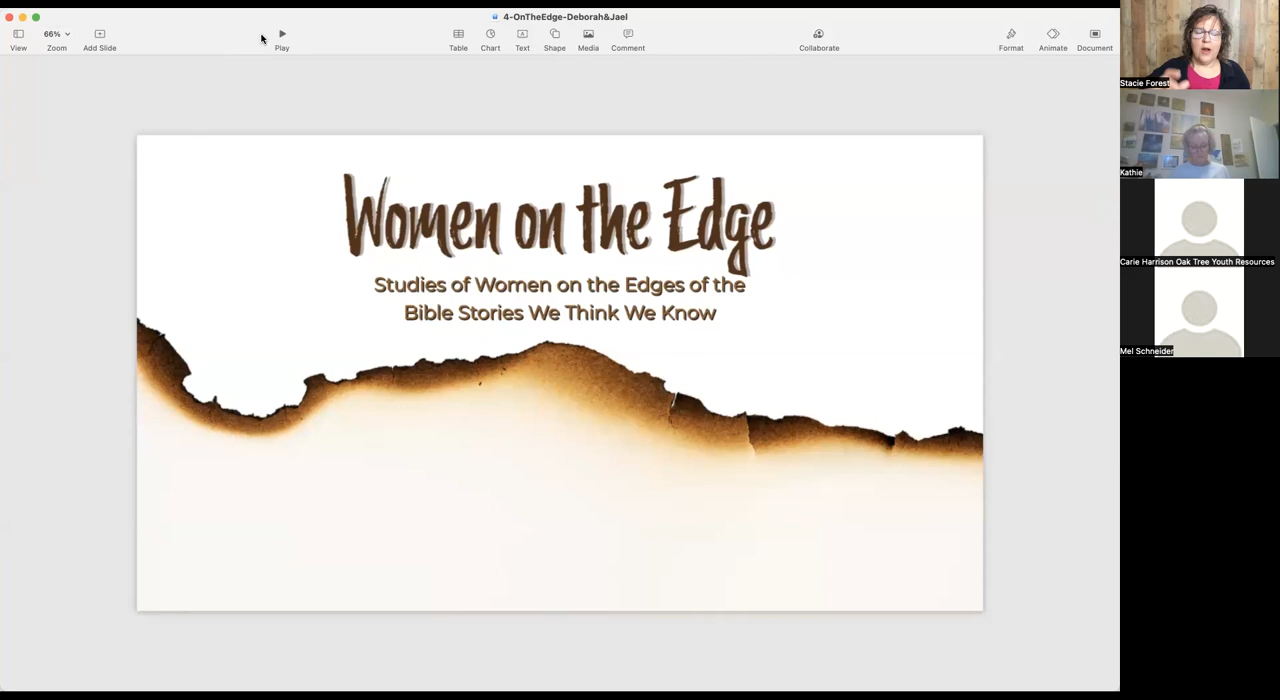 4-OnTheEdge-Deborah&Jael
66%
View
Zoom
Add Slide
Play
Table
Chart
Text
Shape
Media
Comment
Collaborate
Format
Animate
Document
Women on the Edge
Studies of Women on the Edges of the
Bible Stories We Think We Know
Stacie Forest
Kathie
Carie Harrison Oak Tree Youth Resources
Mel Schneider